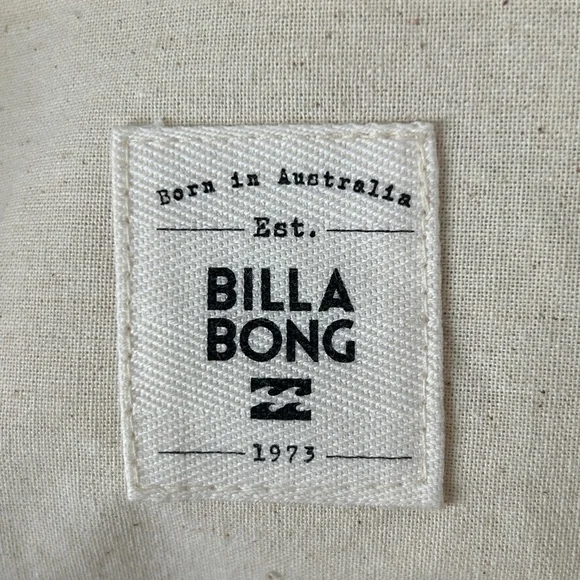 Born in Australia
Est.
BILLA
BONG
1973